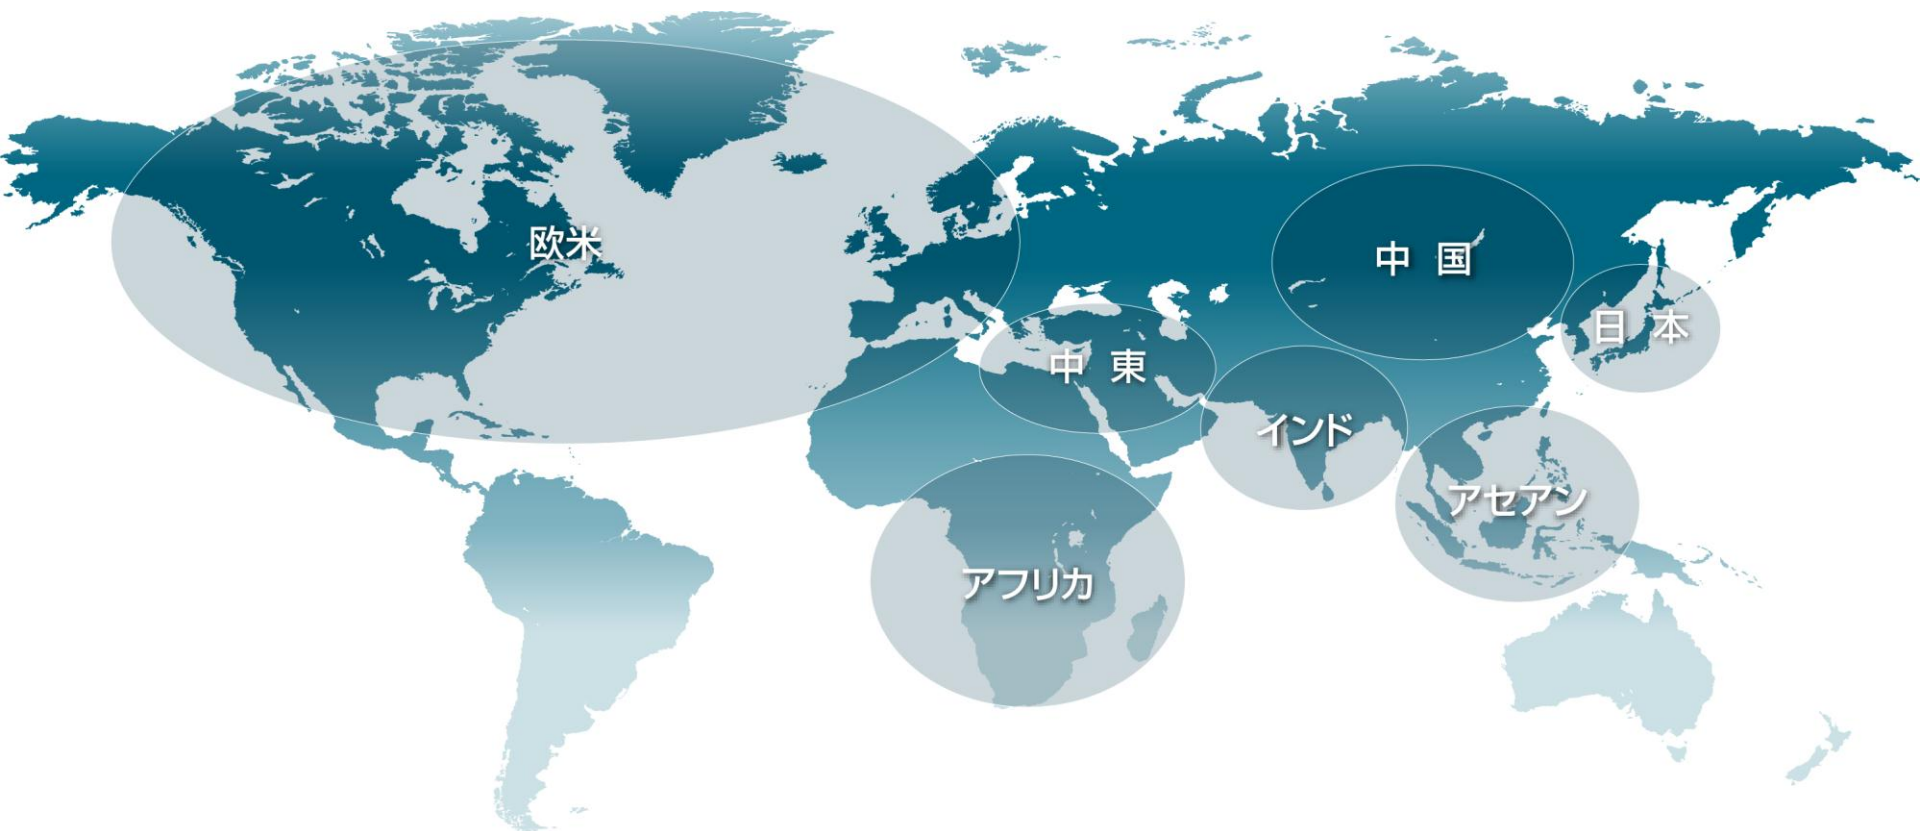 欧米
中 国
日 本
中 東
インド
アセアン
アフリカ